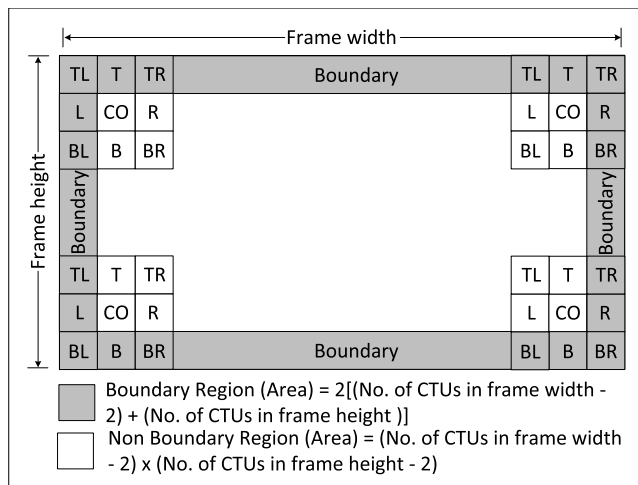 Frame width
TL T TR Boundary TL T TR
L CO R L CO R
BL B BR BL B BR
Frame height
Boundary
Boundary
TL T TR TL T TR
L CO R L CO R
BL B BR Boundary BL B BR
Boundary Region (Area) = 2[(No. of CTUs in frame width -
2) + (No. of CTUs in frame height )]
Non Boundary Region (Area) = (No. of CTUs in frame width
- 2) x (No. of CTUs in frame height - 2)